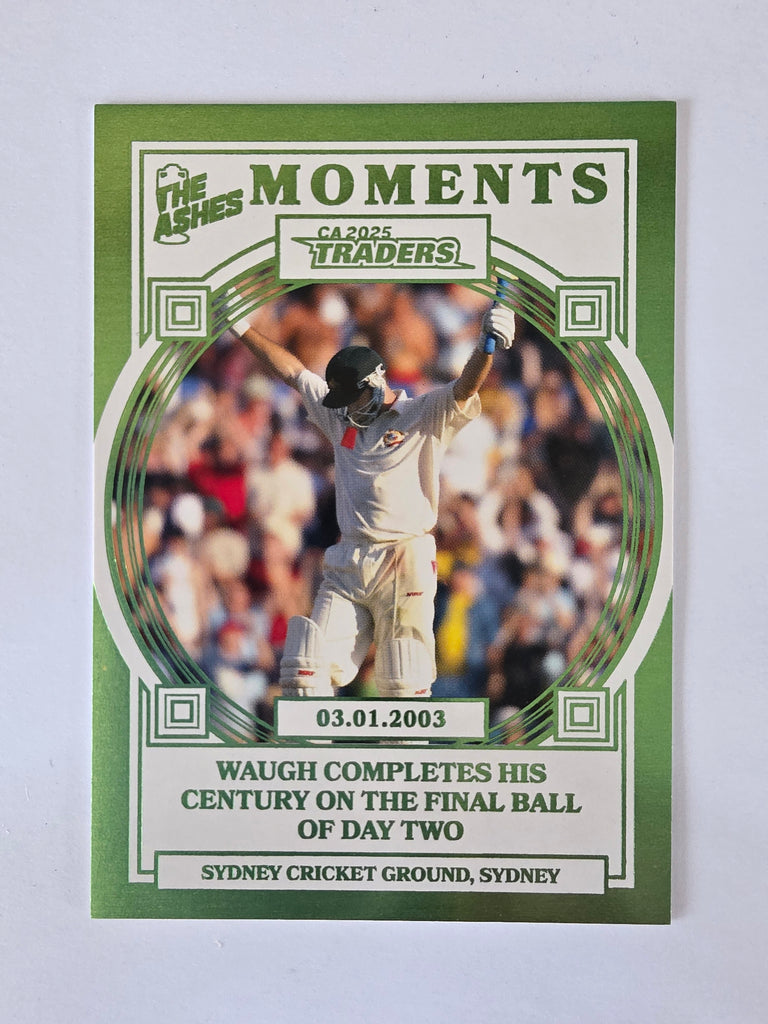 THE ASHES
MOMENTS
CA 2025
TRADERS
03.01.2003
WAUGH COMPLETES HIS
CENTURY ON THE FINAL BALL
OF DAY TWO
SYDNEY CRICKET GROUND, SYDNEY